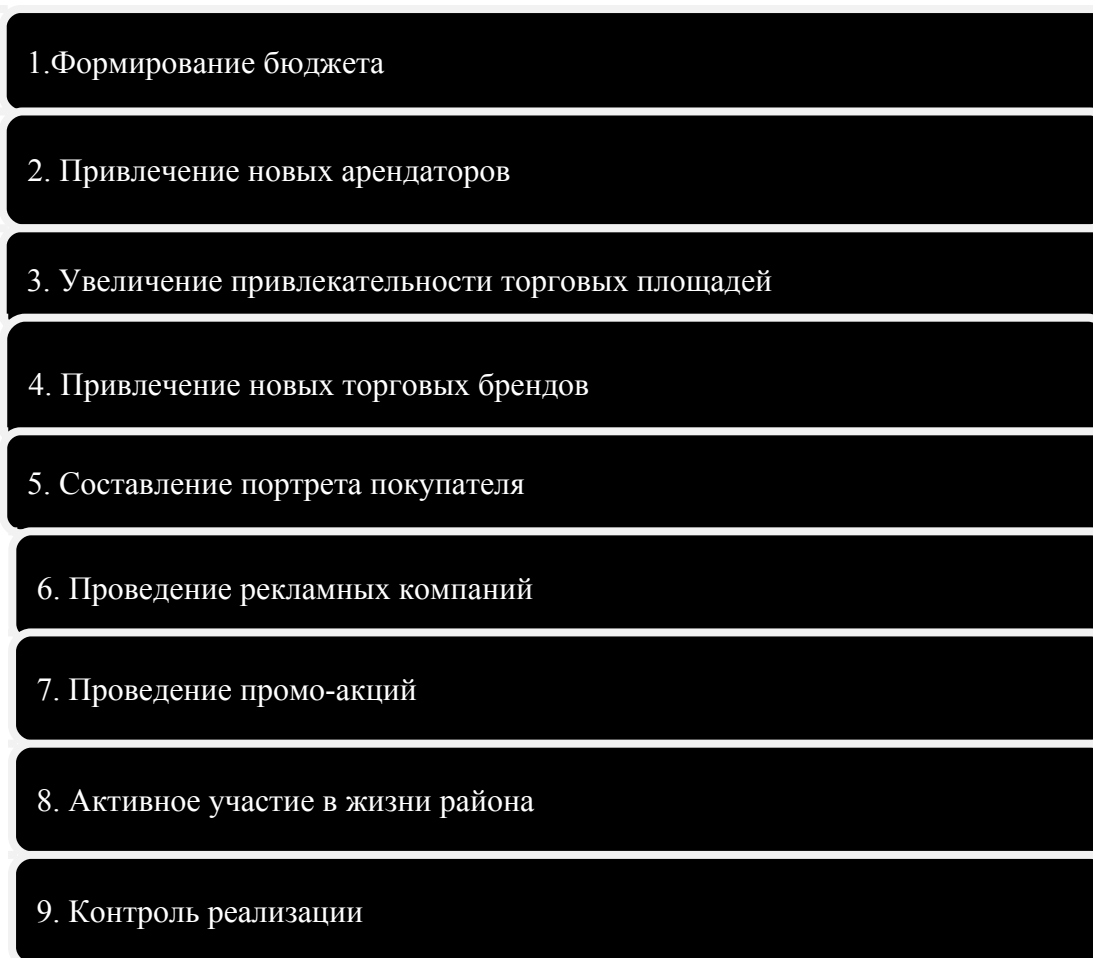 1.Формирование бюджета
2. Привлечение новых арендаторов
3. Увеличение привлекательности торговых площадей
4. Привлечение новых торговых брендов
5. Составление портрета покупателя
6. Проведение рекламных компаний
7. Проведение промо-акций
8. Активное участие в жизни района
9. Контроль реализации